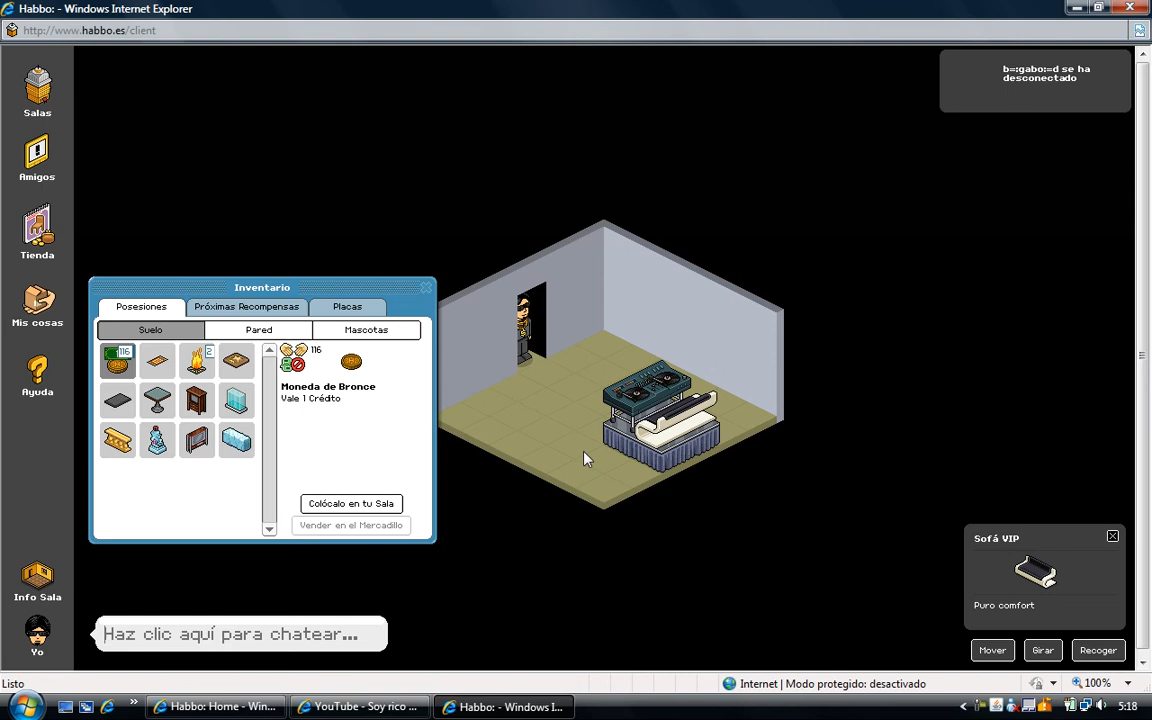 Habbo: - Windows Internet Explorer
http://www.habbo.es/client
b=:gabo:=d se ha
desconectado
Salas
Amigos
Tienda
Mis cosas
Ayuda
Inventario
Posesiones
Próximas Recompensas
Placas
Suelo
Pared
Mascotas
116
2
116
Moneda de Bronce
Vale 1 Crédito
Colócalo en tu Sala
Vender en el Mercadillo
Sofá VIP
Puro comfort
Mover
Girar
Recoger
Info Sala
Yo
Haz clic aquí para chatear...
Listo
Internet | Modo protegido: desactivado
100%
Habbo: Home - Win...
YouTube - Soy rico ...
Habbo: - Windows I...
5:18